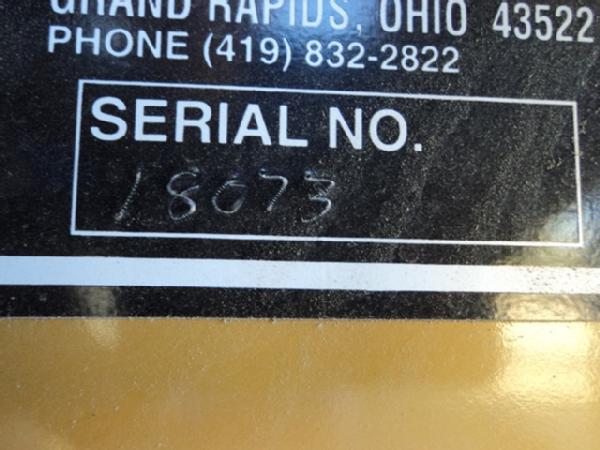 GRAND RAPIDS, OHIO 43522
PHONE (419) 832-2822
SERIAL NO.
18073